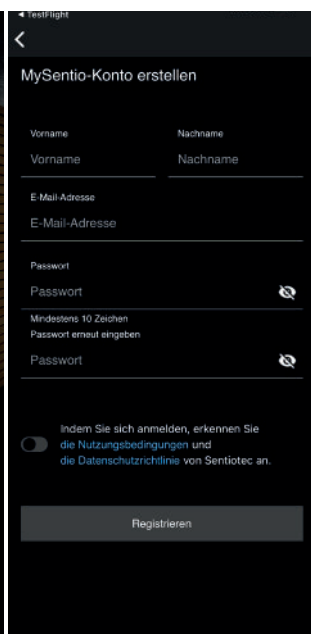 ◀ TestFlight
MySentio-Konto erstellen
Vorname Nachname
Vorname Nachname
E-Mail-Adresse
E-Mail-Adresse
Passwort
Passwort
Mindestens 10 Zeichen
Passwort erneut eingeben
Passwort
Indem Sie sich anmelden, erkennen Sie
die Nutzungsbedingungen und
die Datenschutzrichtlinie von Sentiotec an.
Registrieren